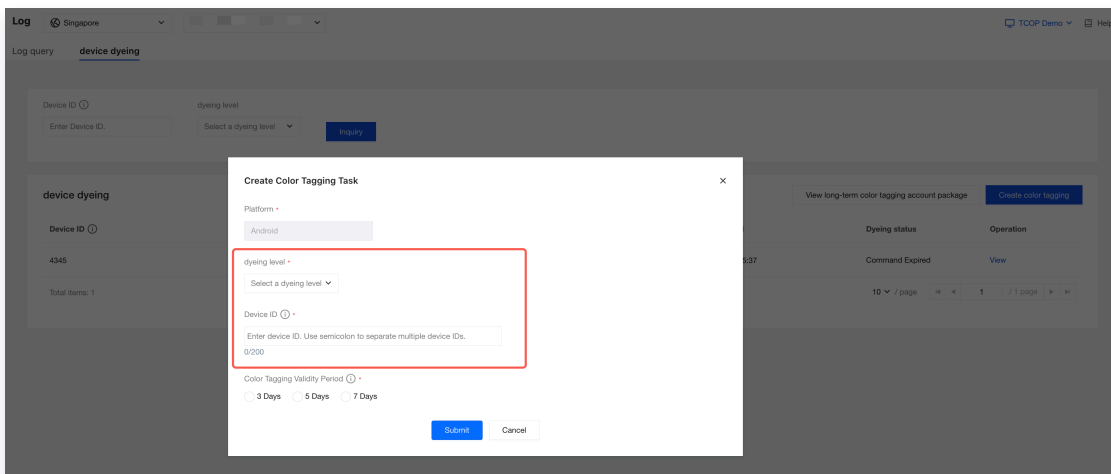 Log Singapore TCOP Demo Help
Log query device dyeing
Device ID dyeing level
Enter Device ID. Select a dyeing level Inquiry
Create Color Tagging Task
device dyeing View long-term color tagging account package Create color tagging
Platform *
Device ID Dyeing status Operation
Android
4345 5:37 Command Expired View
dyeing level *
Select a dyeing level
Total items: 1 10 / page 1 / 1 page
Device ID *
Enter device ID. Use semicolon to separate multiple device IDs.
0/200
Color Tagging Validity Period *
3 Days 5 Days 7 Days
Submit Cancel